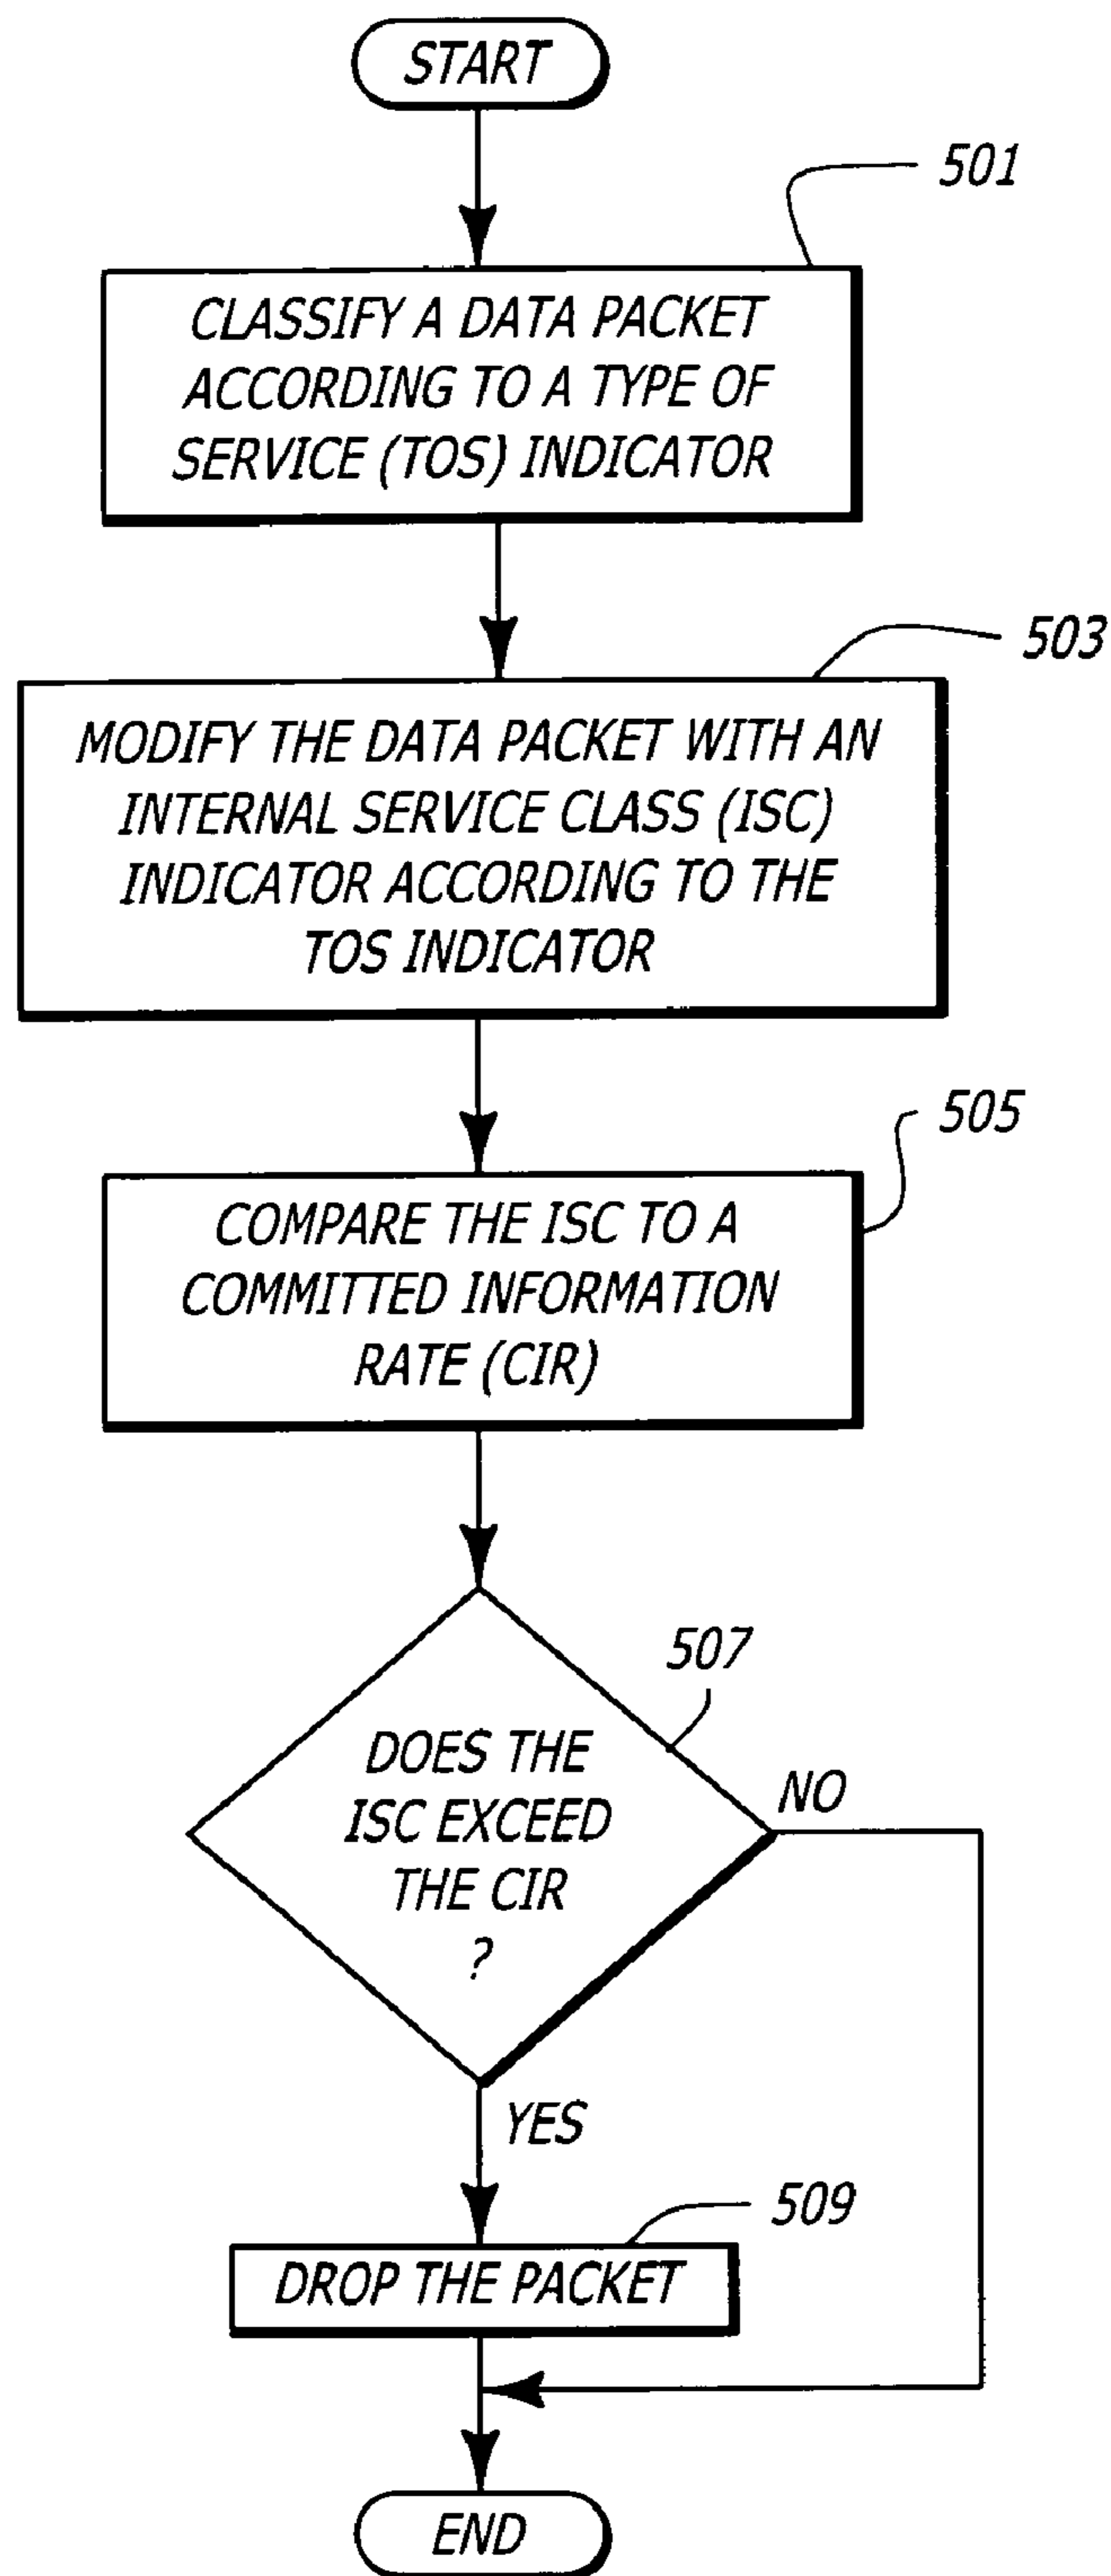 START
501
CLASSIFY A DATA PACKET
ACCORDING TO A TYPE OF
SERVICE (TOS) INDICATOR
503
MODIFY THE DATA PACKET WITH AN
INTERNAL SERVICE CLASS (ISC)
INDICATOR ACCORDING TO THE
TOS INDICATOR
505
COMPARE THE ISC TO A
COMMITTED INFORMATION
RATE (CIR)
507
DOES THE
ISC EXCEED
THE CIR
?
NO
YES
509
DROP THE PACKET
END